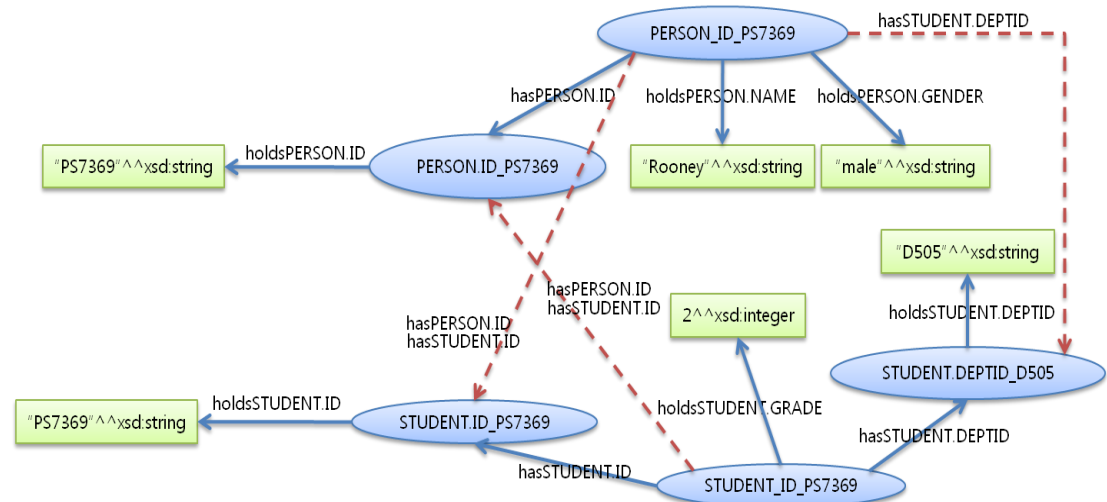 hasSTUDENT.DEPTID
PERSON_ID_PS7369
hasPERSON.ID
holdsPERSON.NAME
holdsPERSON.GENDER
"PS7369"^^xsd:string
holdsPERSON.ID
PERSON.ID_PS7369
"Rooney"^^xsd:string
"male"^^xsd:string
"D505"^^xsd:string
hasPERSON.ID
hasSTUDENT.ID
2^^xsd:integer
holdsSTUDENT.DEPTID
hasPERSON.ID
hasSTUDENT.ID
STUDENT.DEPTID_D505
holdsSTUDENT.ID
holdsSTUDENT.GRADE
"PS7369"^^xsd:string
STUDENT.ID_PS7369
hasSTUDENT.DEPTID
hasSTUDENT.ID
STUDENT_ID_PS7369